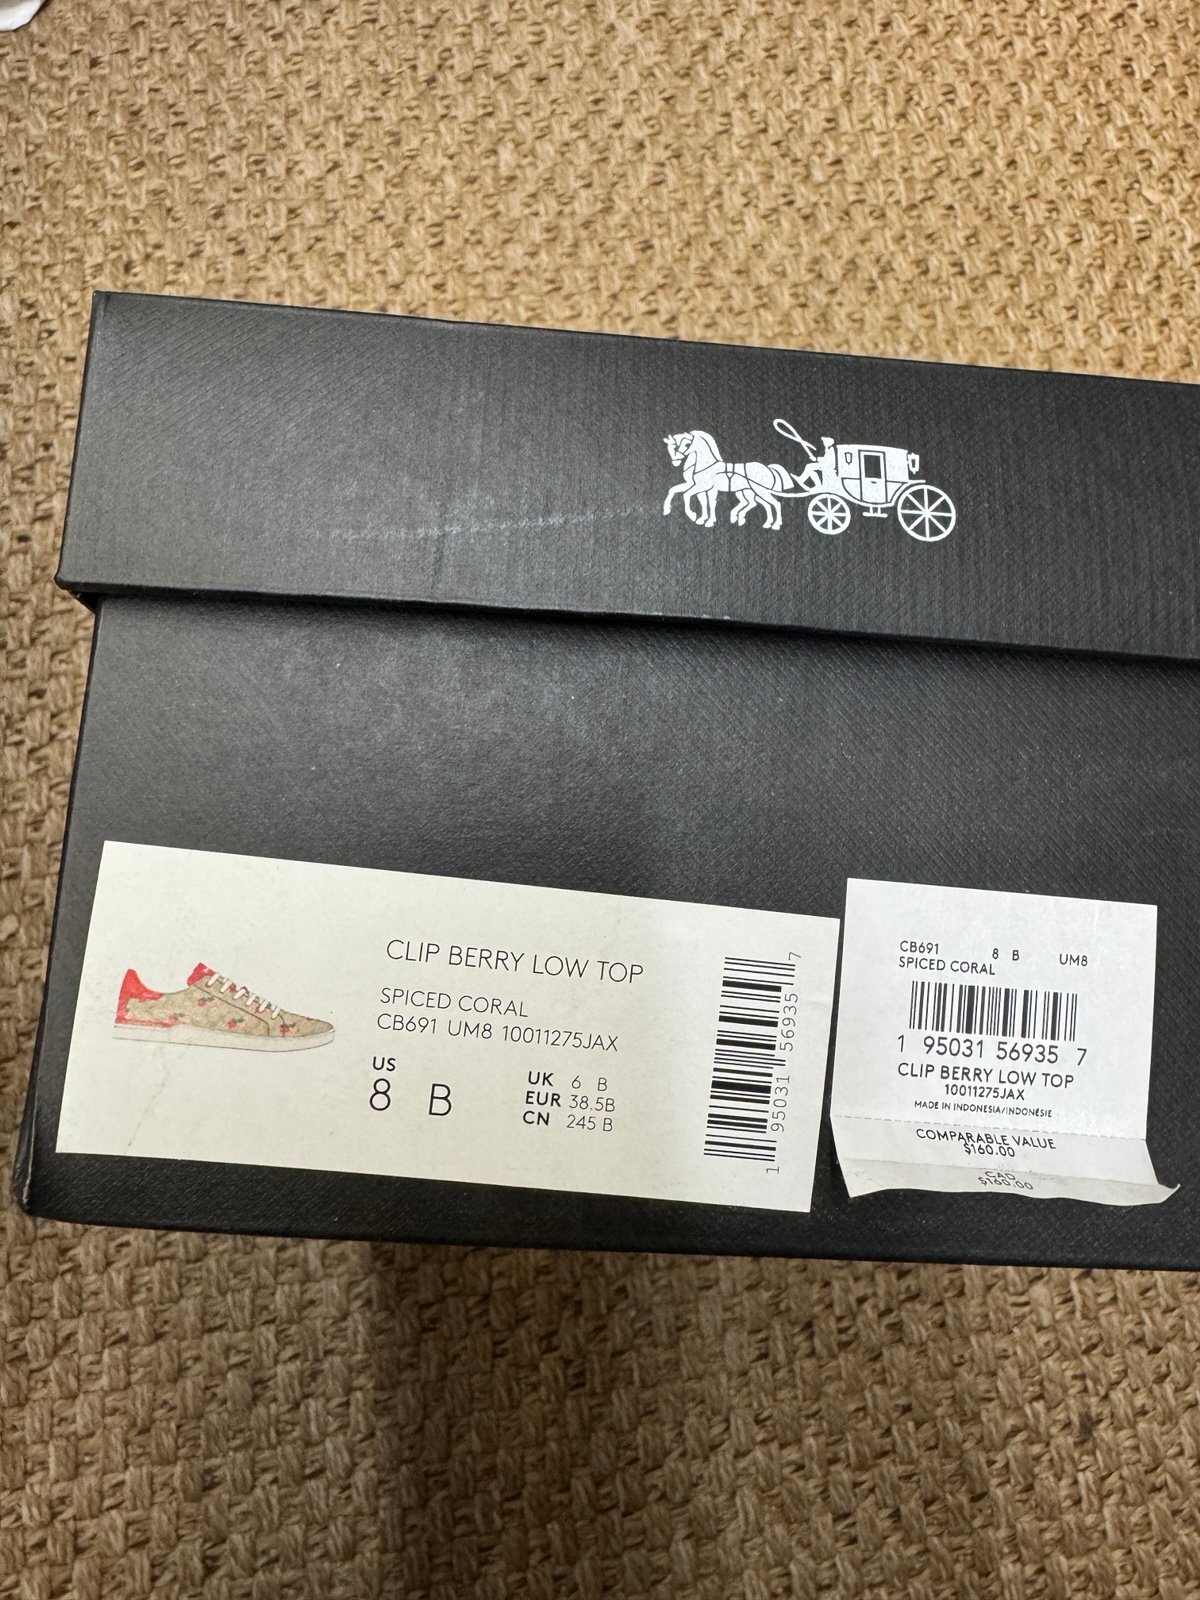 CLIP BERRY LOW TOP
SPICED CORAL
CB691 UM8 10011275JAX
US
8 B
UK 6 B
EUR 38.5B
CN 245 B
1 95031 56935 7
CB691 8 B UM8
SPICED CORAL
1 95031 56935 7
CLIP BERRY LOW TOP
10011275JAX
MADE IN INDONESIA/INDONÉSIE
COMPARABLE VALUE
$160.00
CAD
$160.00